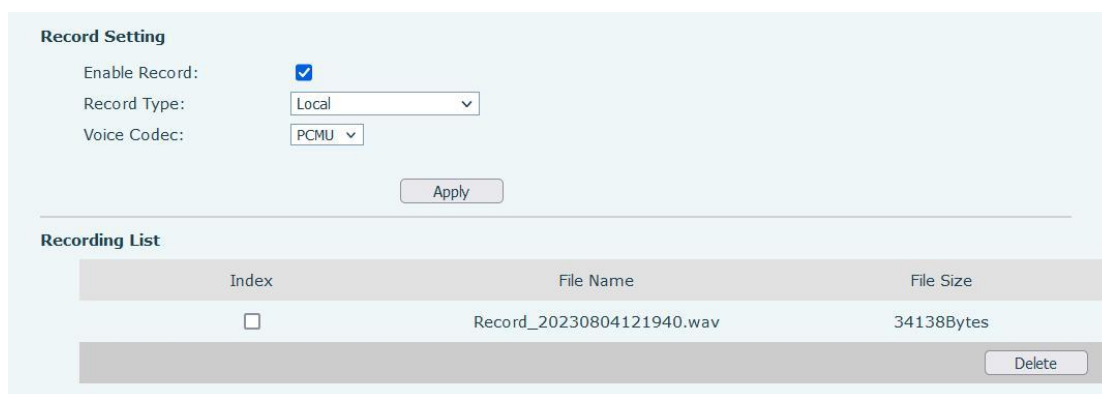 Record Setting
Enable Record:
Record Type: Local
Voice Codec: PCMU
Apply
Recording List
Index File Name File Size
Record_20230804121940.wav 34138Bytes
Delete